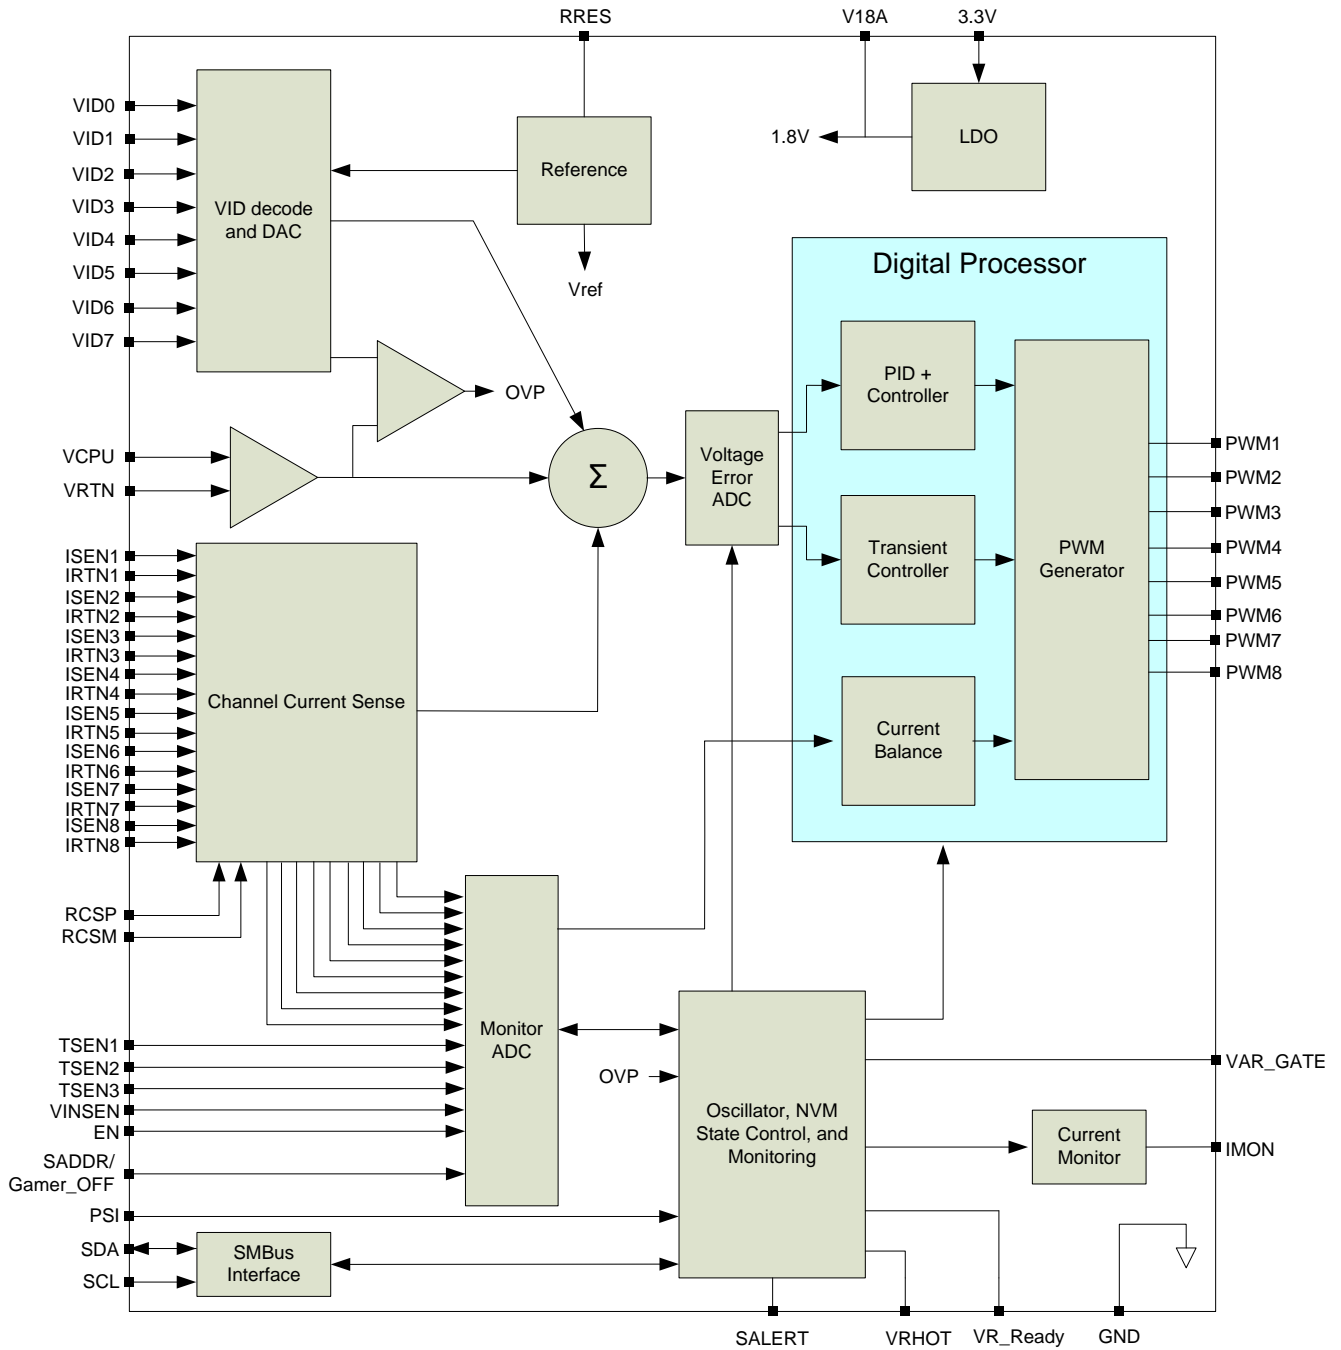 RRES
V18A
3.3V
VID0
VID1
VID2
VID3
VID4
VID5
VID6
VID7
VID decode
and DAC
Reference
Vref
1.8V
LDO
OVP
VCPU
VRTN
Σ
Voltage
Error
ADC
Digital Processor
PID +
Controller
Transient
Controller
Current
Balance
PWM
Generator
PWM1
PWM2
PWM3
PWM4
PWM5
PWM6
PWM7
PWM8
ISEN1
IRTN1
ISEN2
IRTN2
ISEN3
IRTN3
ISEN4
IRTN4
ISEN5
IRTN5
ISEN6
IRTN6
ISEN7
IRTN7
ISEN8
IRTN8
Channel Current Sense
RCSP
RCSM
TSEN1
TSEN2
TSEN3
VINSEN
EN
SADDR/
Gamer_OFF
Monitor
ADC
PSI
SDA
SCL
SMBus
Interface
OVP
Oscillator, NVM
State Control, and
Monitoring
VAR_GATE
Current
Monitor
IMON
SALERT
VRHOT
VR_Ready
GND